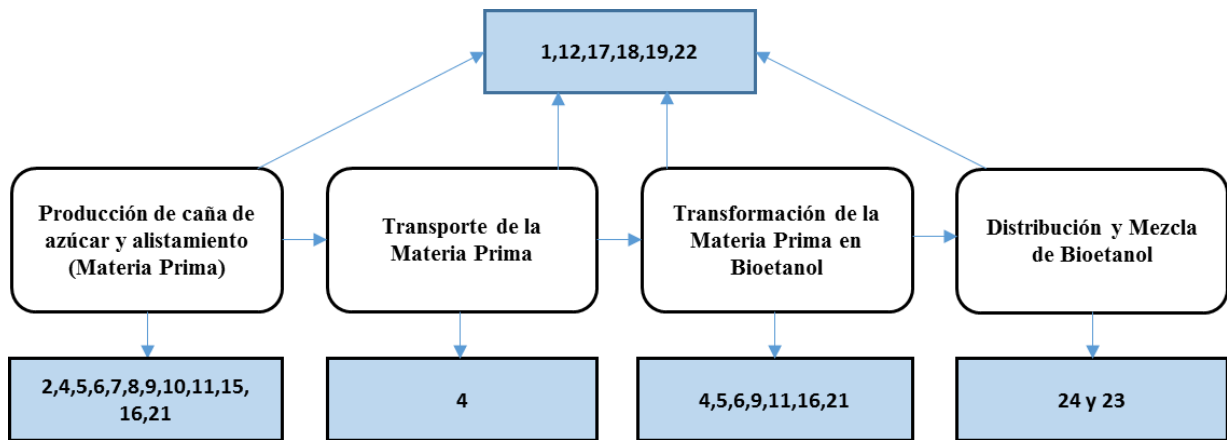 1,12,17,18,19,22
Producción de caña de
azúcar y alistamiento
(Materia Prima)
Transporte de la
Materia Prima
Transformación de la
Materia Prima en
Bioetanol
Distribución y Mezcla
de Bioetanol
2,4,5,6,7,8,9,10,11,15,
16,21
4
4,5,6,9,11,16,21
24 y 23